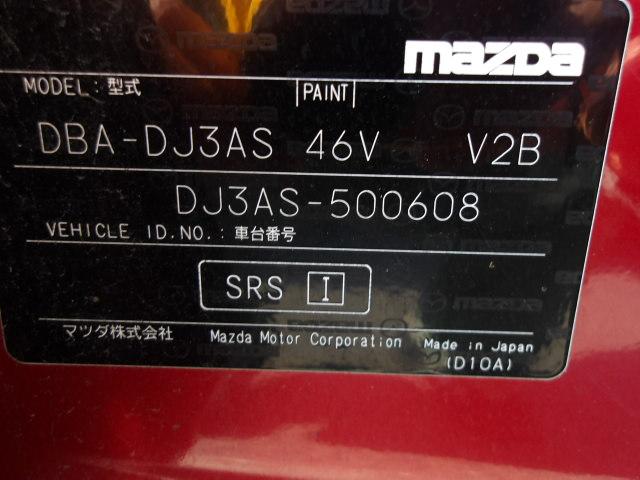 mazda
MODEL: 型式 |PAINT|
DBA-DJ3AS 46V V2B
DJ3AS-500608
VEHICLE ID.NO.: 車台番号
SRS I
マツダ株式会社 Mazda Motor Corporation Made in Japan
(D10A)